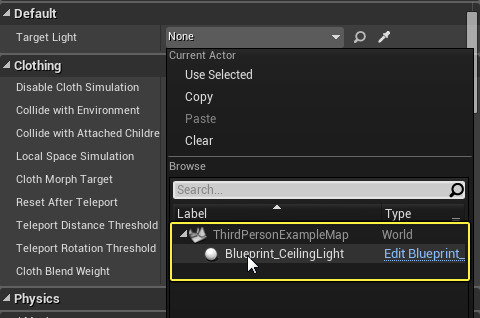 Default
Target Light
None
Current Actor
Clothing
Use Selected
Disable Cloth Simulation
Copy
Collide with Environment
Paste
Collide with Attached Childre
Clear
Local Space Simulation
Browse
Cloth Morph Target
Search...
Reset After Teleport
Label Type
Teleport Distance Threshold
ThirdPersonExampleMap World
Teleport Rotation Threshold
Blueprint_CeilingLight Edit Blueprint_
Cloth Blend Weight
Physics